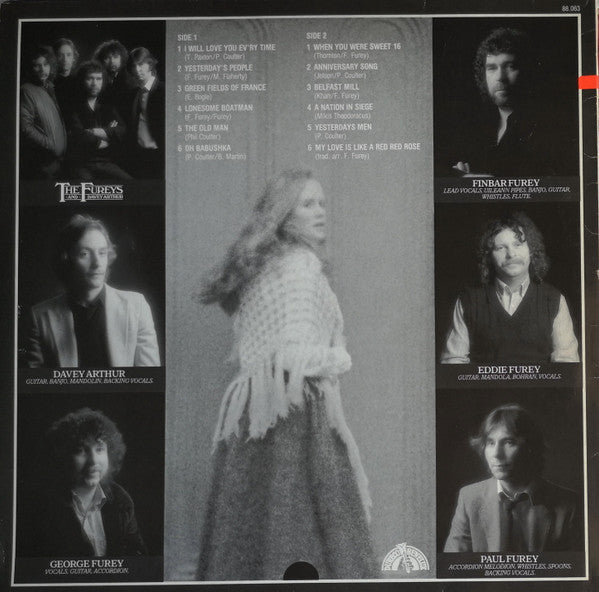 88.083
SIDE 1
1 I WILL LOVE YOU EV'RY TIME
(T. Paxton/P. Coulter)
2 YESTERDAY'S PEOPLE
(F. Furey/M. Flaherty)
3 GREEN FIELDS OF FRANCE
(E. Bogle)
4 LONESOME BOATMAN
(F. Furey/Furey)
5 THE OLD MAN
(Phil Coulter)
6 OH BABUSHKA
(P. Coulter/B. Martin)
SIDE 2
1 WHEN YOU WERE SWEET 16
(Thornton/F. Furey)
2 ANNIVERSARY SONG
(Jolson/P. Coulter)
3 BELFAST MILL
(Khan/F. Furey)
4 A NATION IN SIEGE
(Mikis Theodoracus)
5 YESTERDAYS MEN
(P. Coulter)
6 MY LOVE IS LIKE A RED RED ROSE
(trad. arr. F. Furey)
THE FUREYS
AND DAVEY ARTHUR
FINBAR FUREY
LEAD VOCALS, UILEANN PIPES, BANJO, GUITAR,
WHISTLES, FLUTE.
DAVEY ARTHUR
GUITAR, BANJO, MANDOLIN, BACKING VOCALS.
EDDIE FUREY
GUITAR, MANDOLA, BOHRAN, VOCALS.
GEORGE FUREY
VOCALS, GUITAR, ACCORDION,
PAUL FUREY
ACCORDION MELODION, WHISTLES, SPOONS,
BACKING VOCALS.